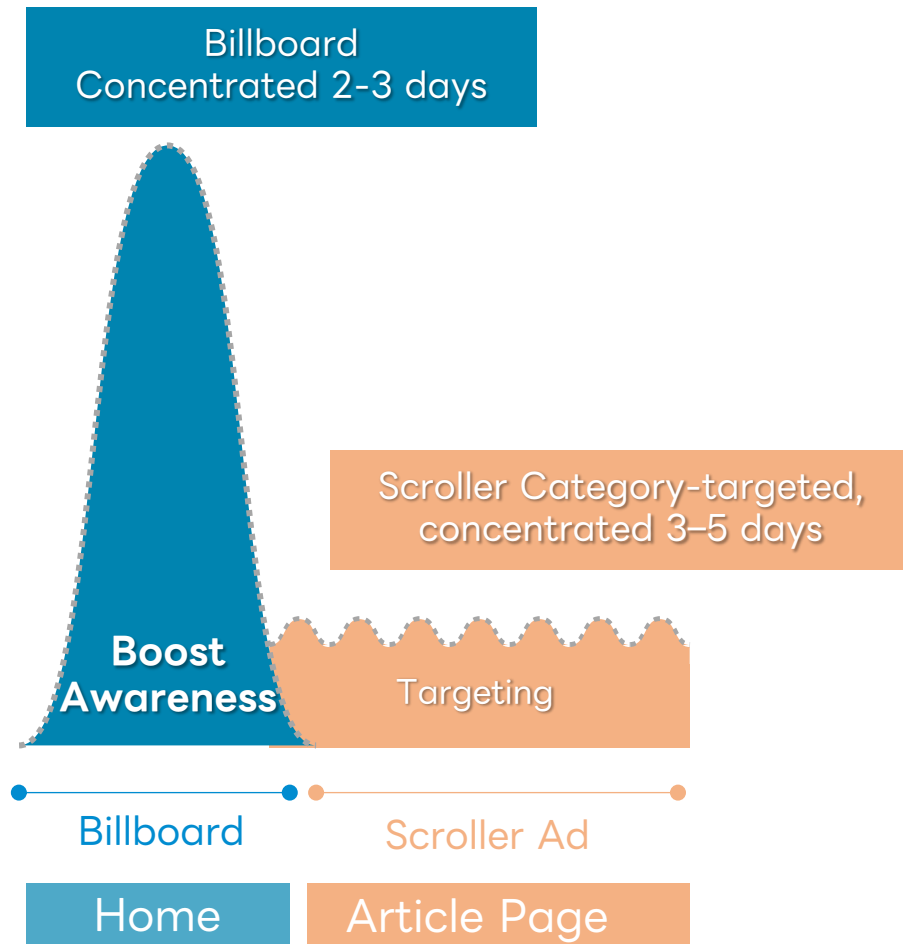 Billboard
Concentrated 2-3 days
Scroller Category-targeted,
concentrated 3–5 days
Boost
Awareness
Targeting
Billboard
Scroller Ad
Home
Article Page